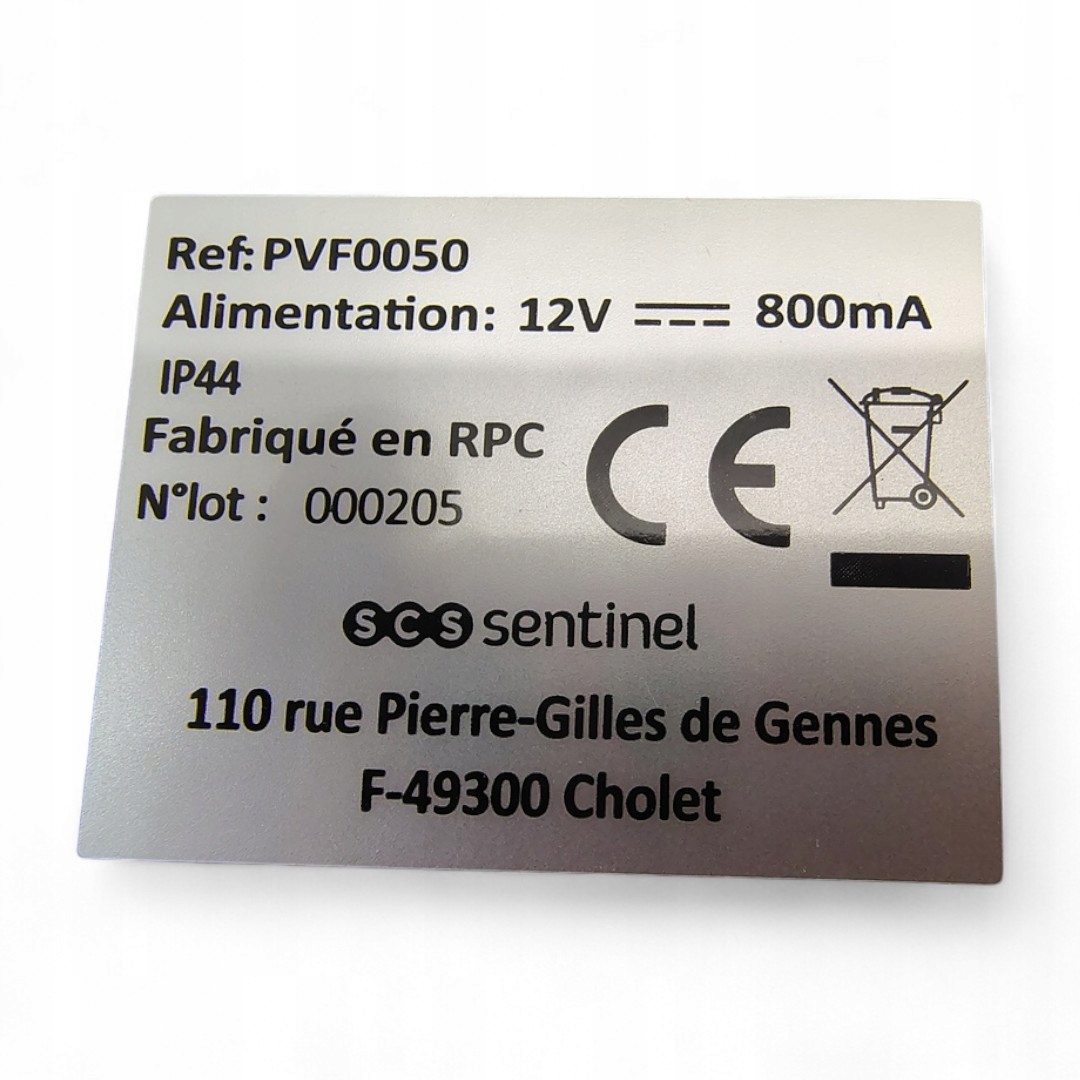 Ref: PVF0050
Alimentation: 12V ⎓ 800mA
IP44
Fabriqué en RPC
N°lot : 000205
CE
scs sentinel
110 rue Pierre-Gilles de Gennes
F-49300 Cholet